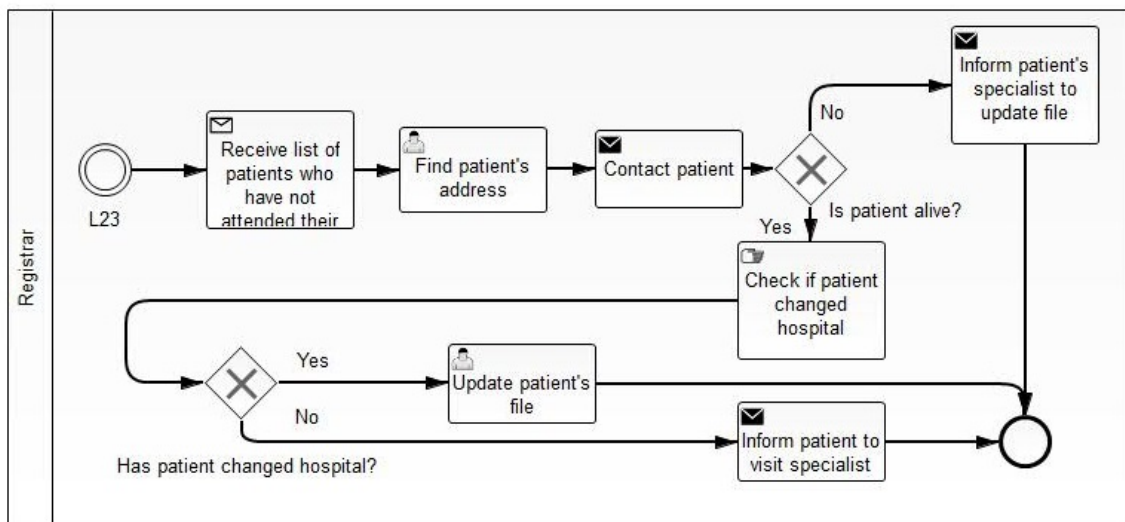 Registrar
L23
Receive list of
patients who
have not
attended their
Find patient's
address
Contact patient
No
Inform patient's
specialist to
update file
Is patient alive?
Yes
Check if patient
changed
hospital
Yes
Update patient's
file
No
Has patient changed hospital?
Inform patient to
visit specialist